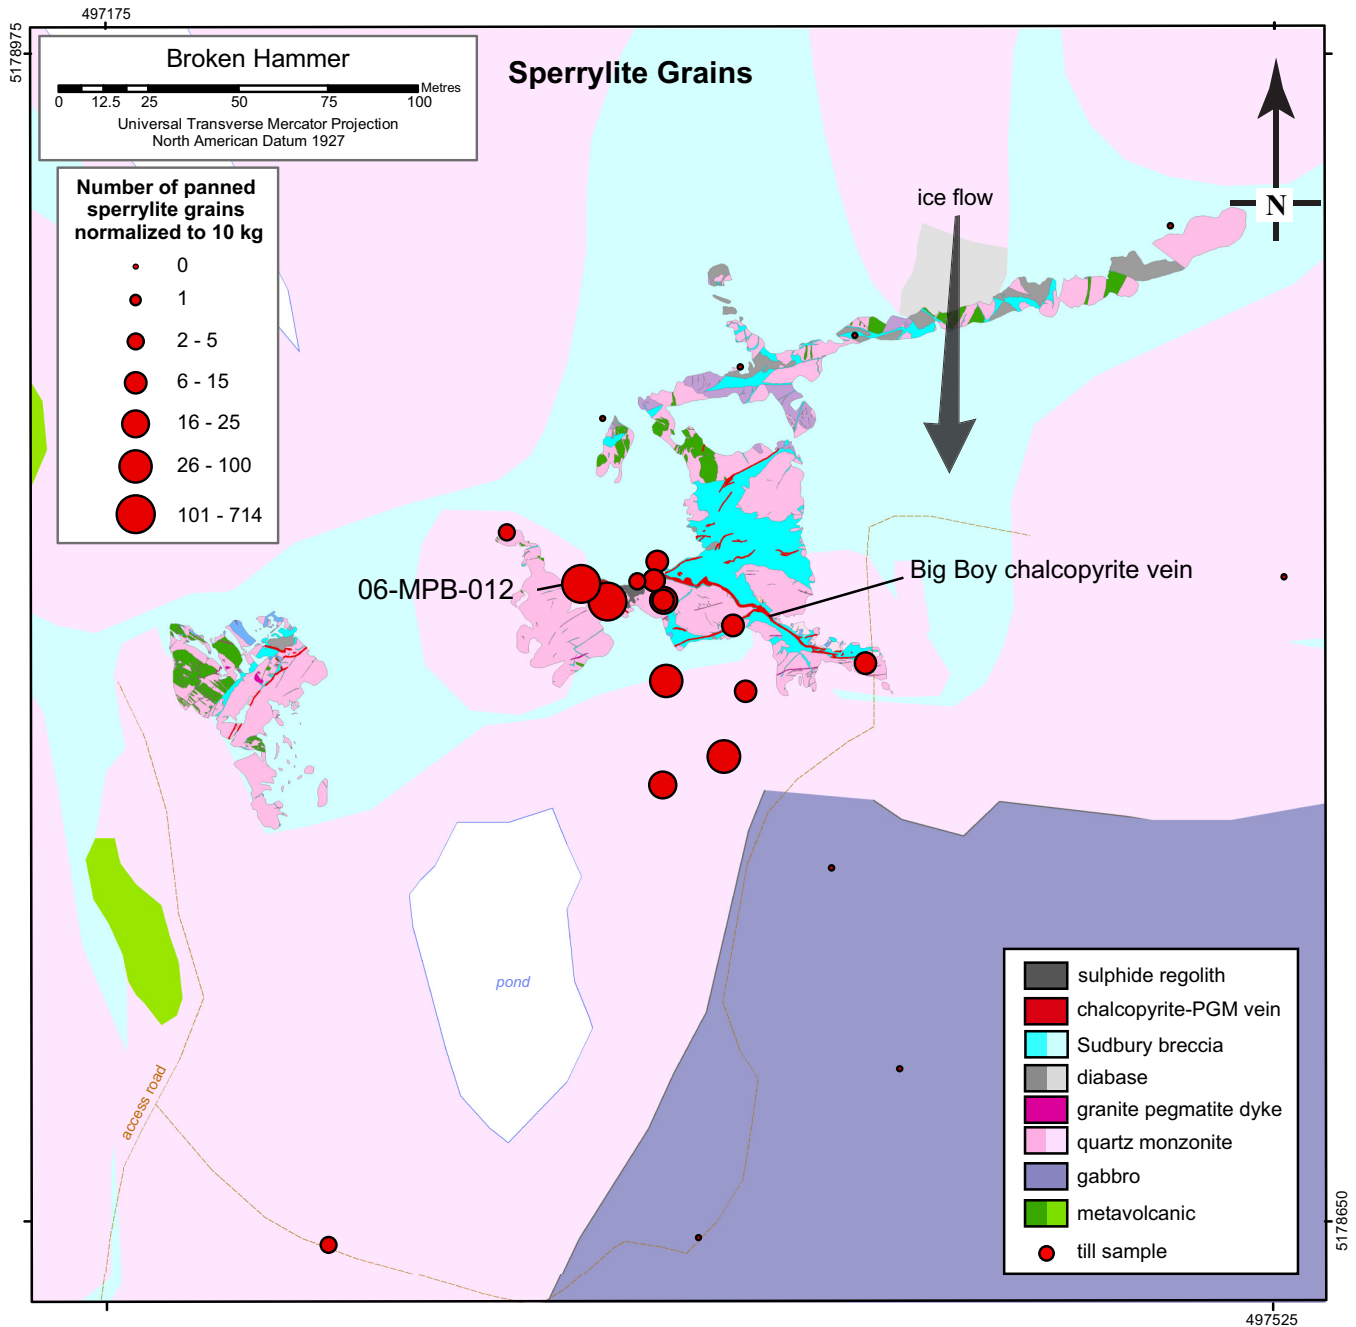 497175
5178975
Broken Hammer
Metres
0 12.5 25 50 75 100
Universal Transverse Mercator Projection
North American Datum 1927
Sperrylite Grains
N
Number of panned
sperrylite grains
normalized to 10 kg
0
1
2 - 5
6 - 15
16 - 25
26 - 100
101 - 714
ice flow
06-MPB-012
Big Boy chalcopyrite vein
pond
access road
sulphide regolith
chalcopyrite-PGM vein
Sudbury breccia
diabase
granite pegmatite dyke
quartz monzonite
gabbro
metavolcanic
till sample
5178650
497525